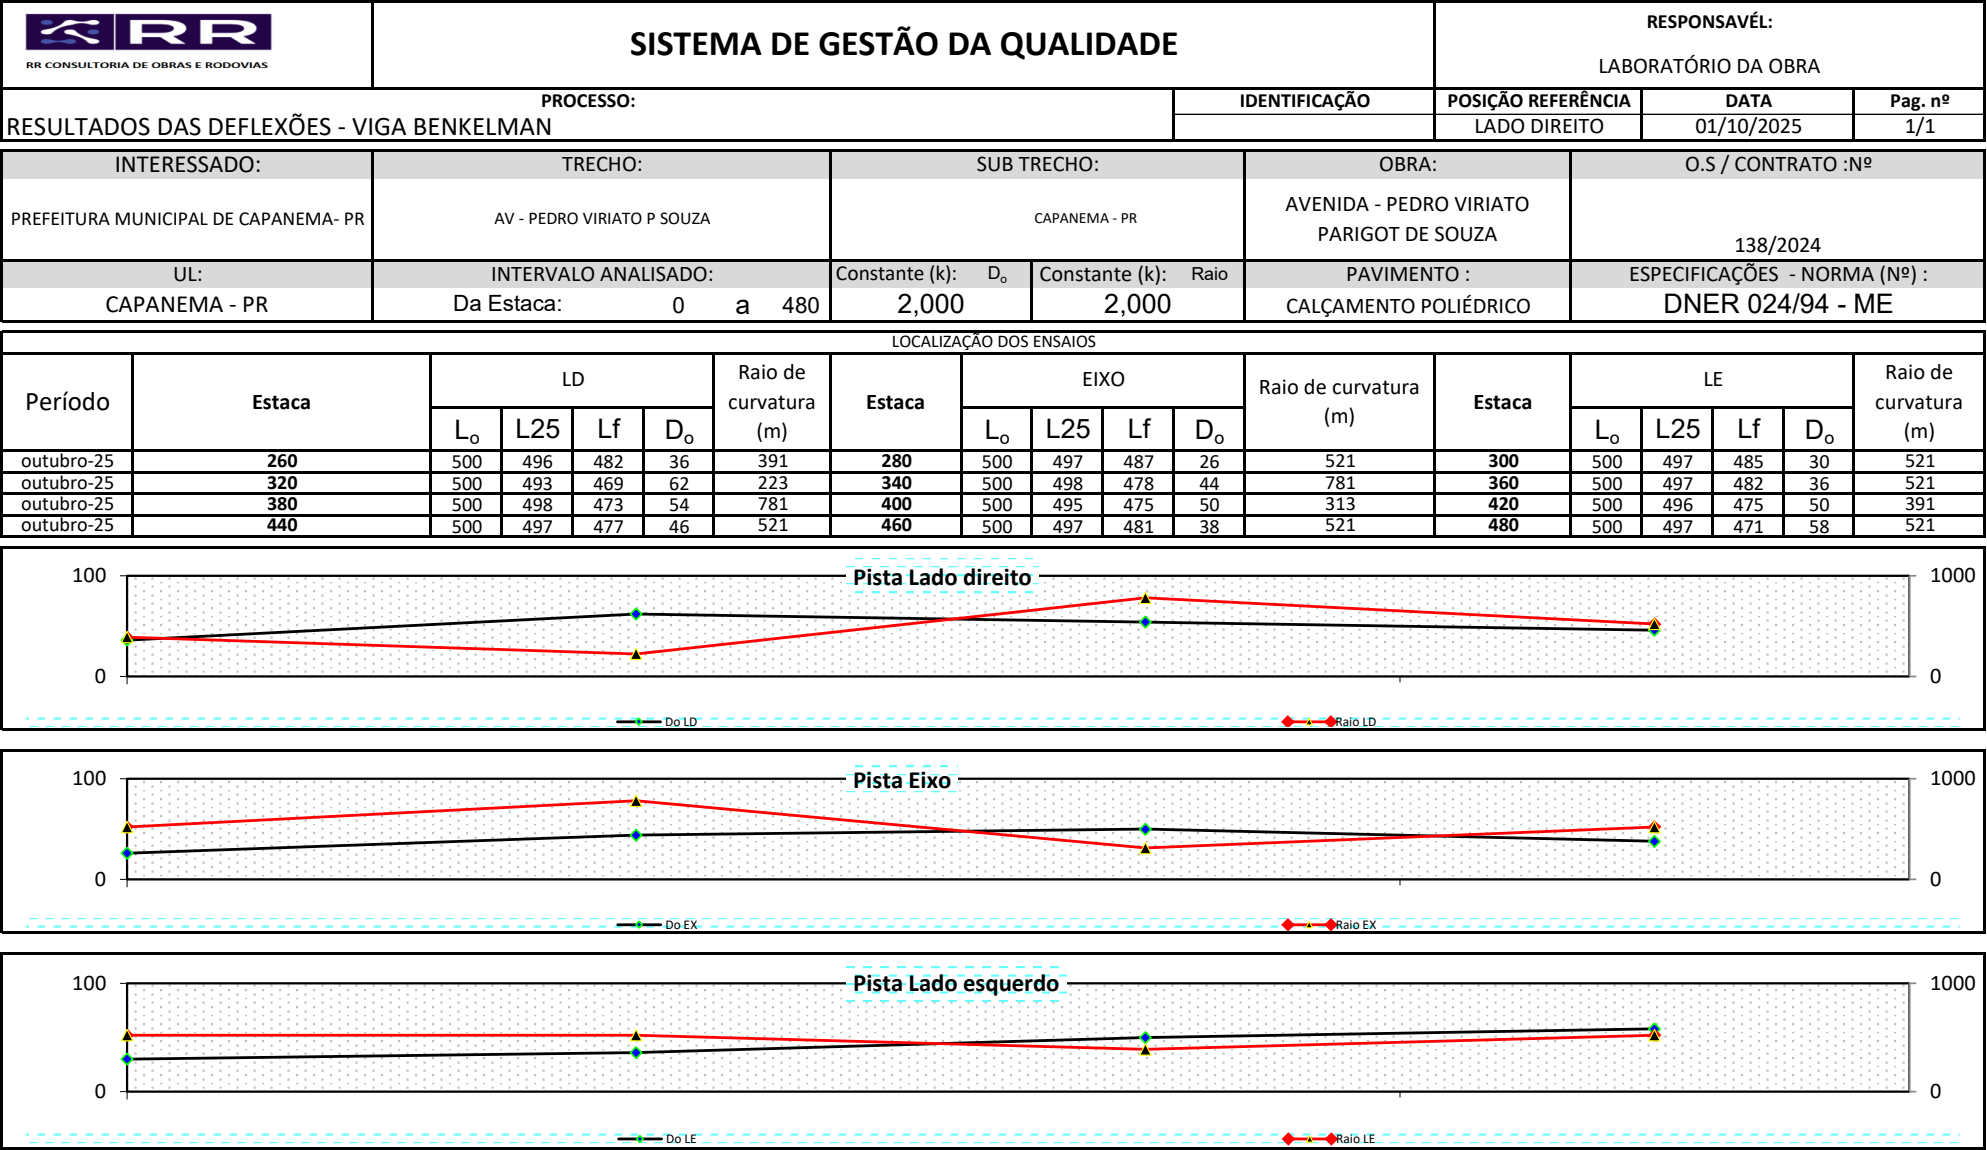 RR
RR CONSULTORIA DE OBRAS E RODOVIAS
SISTEMA DE GESTÃO DA QUALIDADE
RESPONSAVÉL:
LABORATÓRIO DA OBRA
PROCESSO:
RESULTADOS DAS DEFLEXÕES - VIGA BENKELMAN
IDENTIFICAÇÃO
POSIÇÃO REFERÊNCIA DATA Pag. nº
LADO DIREITO 01/10/2025 1/1
INTERESSADO: TRECHO: SUB TRECHO: OBRA: O.S / CONTRATO :Nº
PREFEITURA MUNICIPAL DE CAPANEMA- PR
AV - PEDRO VIRIATO P SOUZA
CAPANEMA - PR
AVENIDA - PEDRO VIRIATO
PARIGOT DE SOUZA
138/2024
UL: INTERVALO ANALISADO: Constante (k): Do Constante (k): Raio PAVIMENTO : ESPECIFICAÇÕES - NORMA (Nº) :
CAPANEMA - PR Da Estaca: 0 a 480 2,000 2,000 CALÇAMENTO POLIÉDRICO DNER 024/94 - ME
LOCALIZAÇÃO DOS ENSAIOS
Período Estaca LD Raio de curvatura (m) Estaca EIXO Raio de curvatura (m) Estaca LE Raio de curvatura (m)
Lo L25 Lf Do Lo L25 Lf Do Lo L25 Lf Do
outubro-25 260 500 496 482 36 391 280 500 497 487 26 521 300 500 497 485 30 521
outubro-25 320 500 493 469 62 223 340 500 498 478 44 781 360 500 497 482 36 521
outubro-25 380 500 498 473 54 781 400 500 495 475 50 313 420 500 496 475 50 391
outubro-25 440 500 497 477 46 521 460 500 497 481 38 521 480 500 497 471 58 521
Pista Lado direito
100 1000
0 0
Do LD Raio LD
Pista Eixo
100 1000
0 0
Do EX Raio EX
Pista Lado esquerdo
100 1000
0 0
Do LE Raio LE